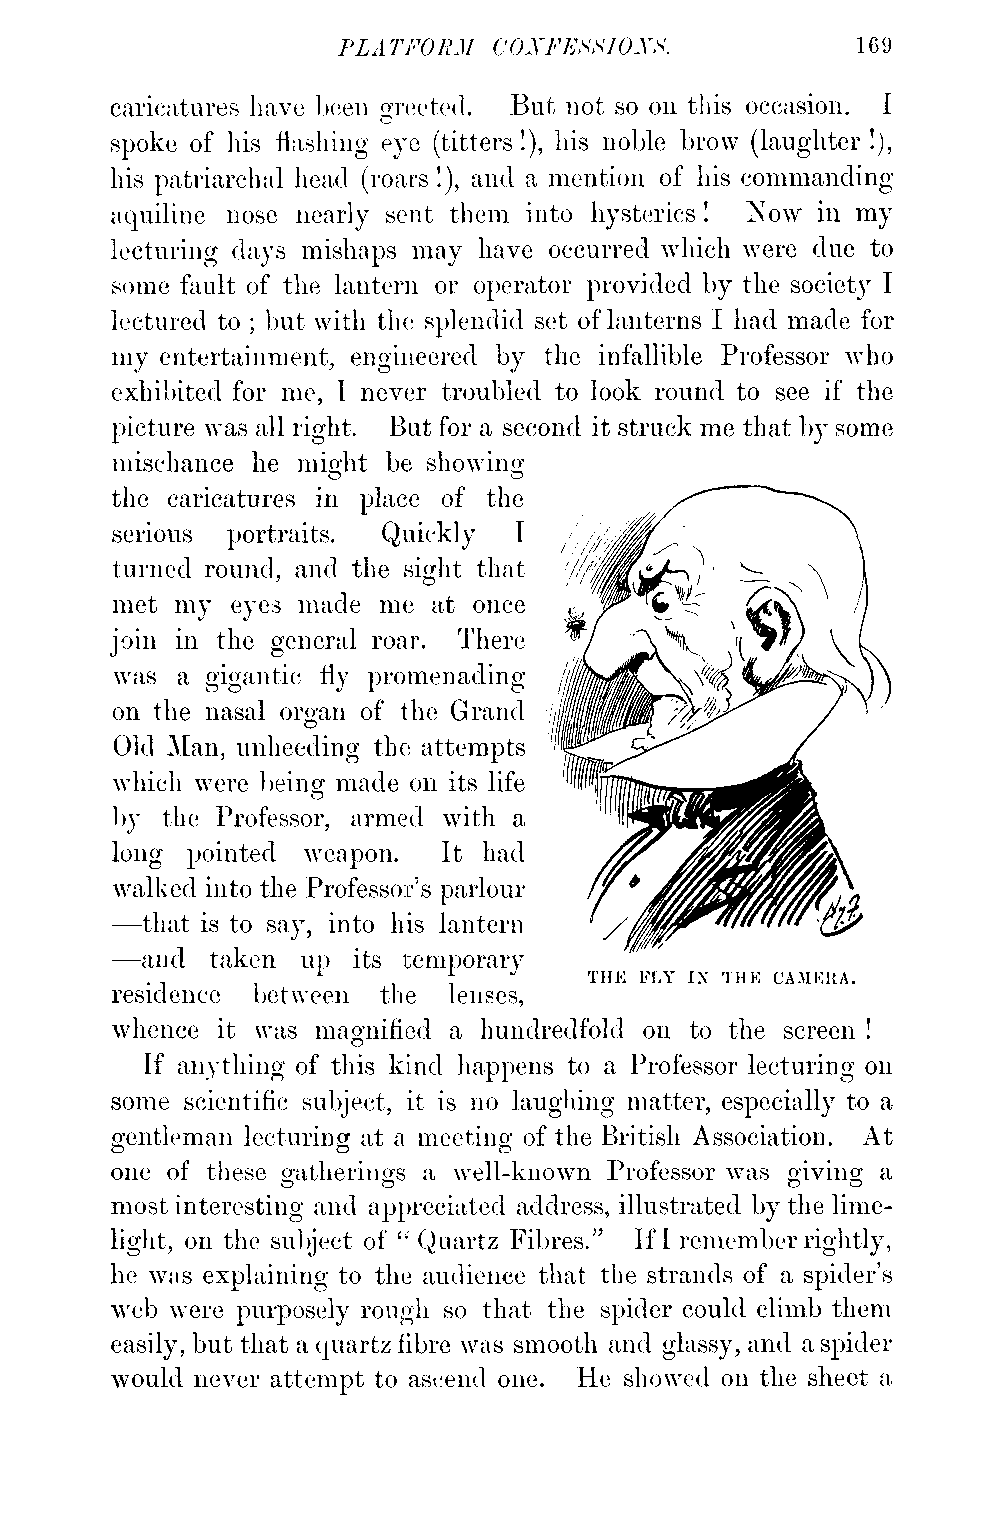 PLATFORM CONFESSIONS. 169
caricatures have been greeted. But not so on this occasion. I
spoke of his flashing eye (titters!), his noble brow (laughter!),
his patriarchal head (roars!), and a mention of his commanding
aquiline nose nearly sent them into hysterics! Now in my
lecturing days mishaps may have occurred which were due to
some fault of the lantern or operator provided by the society I
lectured to; but with the splendid set of lanterns I had made for
my entertainment, engineered by the infallible Professor who
exhibited for me, I never troubled to look round to see if the
picture was all right. But for a second it struck me that by some
mischance he might be showing
the caricatures in place of the
serious portraits. Quickly I
turned round, and the sight that
met my eyes made me at once
join in the general roar. There
was a gigantic fly promenading
on the nasal organ of the Grand
Old Man, unheeding the attempts
which were being made on its life
by the Professor, armed with a
long pointed weapon. It had
walked into the Professor's parlour
—that is to say, into his lantern
—and taken up its temporary
residence between the lenses,
THE FLY IN THE CAMERA.
whence it was magnified a hundredfold on to the screen!
If anything of this kind happens to a Professor lecturing on
some scientific subject, it is no laughing matter, especially to a
gentleman lecturing at a meeting of the British Association. At
one of these gatherings a well-known Professor was giving a
most interesting and appreciated address, illustrated by the lime-
light, on the subject of "Quartz Fibres." If I remember rightly,
he was explaining to the audience that the strands of a spider's
web were purposely rough so that the spider could climb them
easily, but that a quartz fibre was smooth and glassy, and a spider
would never attempt to ascend one. He showed on the sheet a